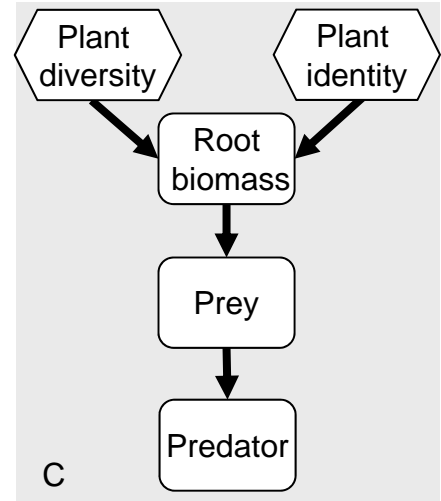 Plant
diversity
Plant
identity
Root
biomass
Prey
Predator
C